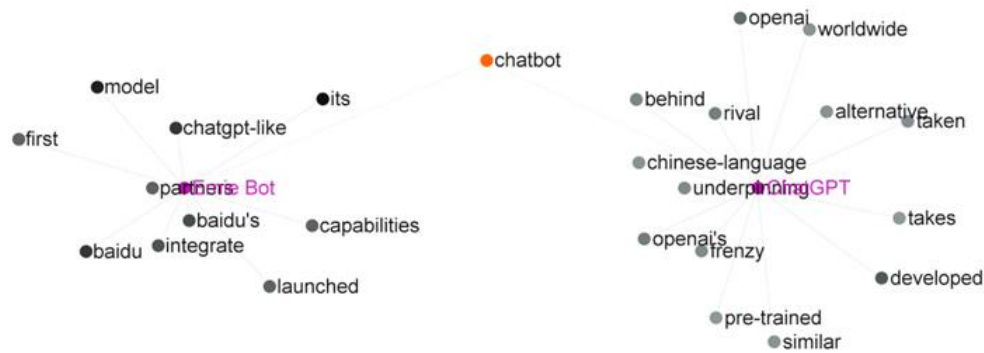 openai
worldwide
chatbot
model
its
behind
rival
alternative
taken
chatgpt-like
first
chinese-language
partners
Ernie Bot
underpinning
ChatGPT
baidu's
capabilities
takes
openai's
integrate
baidu
frenzy
developed
launched
pre-trained
similar